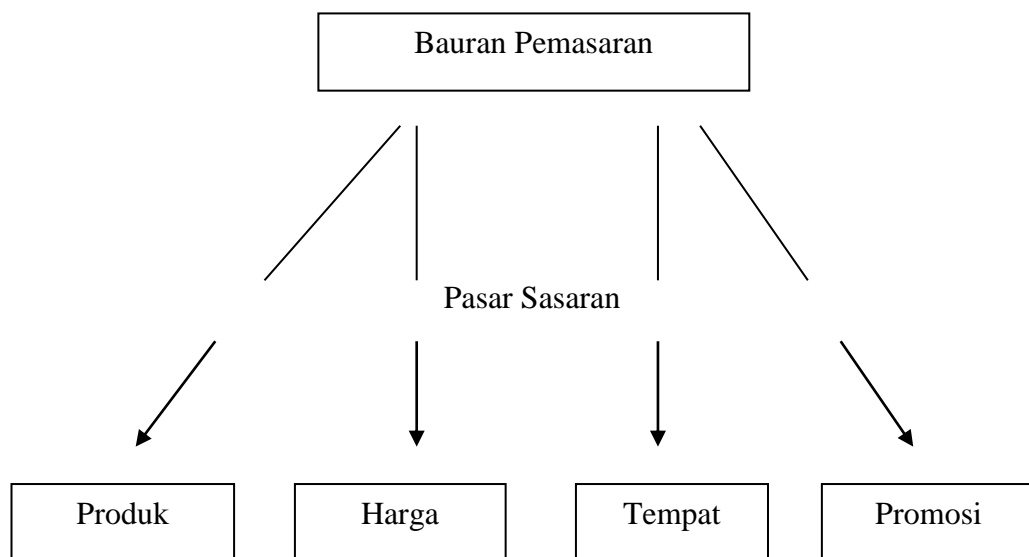 Bauran Pemasaran
Pasar Sasaran
Produk
Harga
Tempat
Promosi